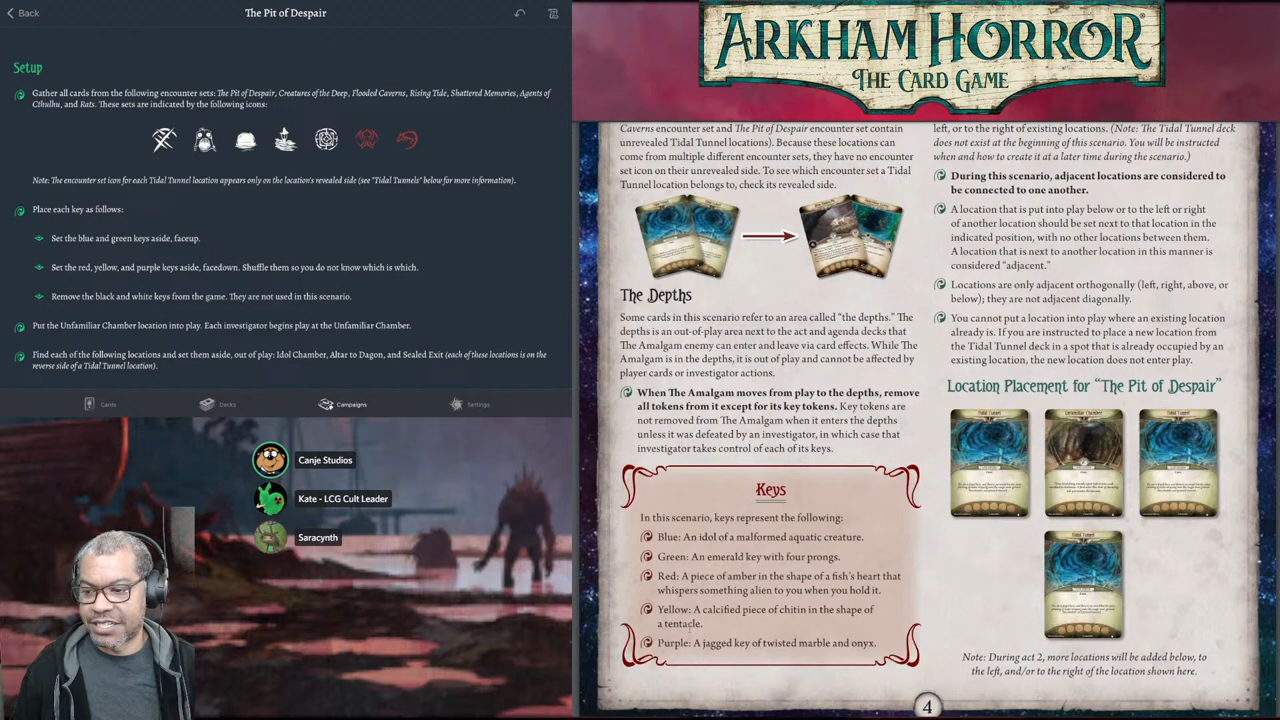 Back
The Pit of Despair
Setup
Gather all cards from the following encounter sets: The Pit of Despair, Creatures of the Deep, Flooded Caverns, Rising Tide, Shattered Memories, Agents of
Cthulhu, and Rats. These sets are indicated by the following icons:
Note: The encounter set icon for each Tidal Tunnel location appears only on the location's revealed side (see "Tidal Tunnels" below for more information).
Place each key as follows:
Set the blue and green keys aside, faceup.
Set the red, yellow, and purple keys aside, facedown. Shuffle them so you do not know which is which.
Remove the black and white keys from the game. They are not used in this scenario.
Put the Unfamiliar Chamber location into play. Each investigator begins play at the Unfamiliar Chamber.
Find each of the following locations and set them aside, out of play: Idol Chamber, Altar to Dagon, and Sealed Exit (each of these locations is on the
reverse side of a Tidal Tunnel location).
Cards
Decks
Campaigns
Settings
Canje Studios
Kate - LCG Cult Leader
Saracynth
ARKHAM HORROR
THE CARD GAME
Caverns encounter set and The Pit of Despair encounter set contain
unrevealed Tidal Tunnel locations). Because these locations can
come from multiple different encounter sets, they have no encounter
set icon on their unrevealed side. To see which encounter set a Tidal
Tunnel location belongs to, check its revealed side.
The Depths
Some cards in this scenario refer to an area called "the depths." The
depths is an out-of-play area next to the act and agenda decks that
The Amalgam enemy can enter and leave via card effects. While The
Amalgam is in the depths, it is out of play and cannot be affected by
player cards or investigator actions.
When The Amalgam moves from play to the depths, remove
all tokens from it except for its key tokens. Key tokens are
not removed from The Amalgam when it enters the depths
unless it was defeated by an investigator, in which case that
investigator takes control of each of its keys.
Keys
In this scenario, keys represent the following:
Blue: An idol of a malformed aquatic creature.
Green: An emerald key with four prongs.
Red: A piece of amber in the shape of a fish's heart that
whispers something alien to you when you hold it.
Yellow: A calcified piece of chitin in the shape of
a tentacle.
Purple: A jagged key of twisted marble and onyx.
left, or to the right of existing locations. (Note: The Tidal Tunnel deck
does not exist at the beginning of this scenario. You will be instructed
when and how to create it at a later time during the scenario.)
During this scenario, adjacent locations are considered to
be connected to one another.
A location that is put into play below or to the left or right
of another location should be set next to that location in the
indicated position, with no other locations between them.
A location that is next to another location in this manner is
considered "adjacent."
Locations are only adjacent orthogonally (left, right, above, or
below); they are not adjacent diagonally.
You cannot put a location into play where an existing location
already is. If you are instructed to place a new location from
the Tidal Tunnel deck in a spot that is already occupied by an
existing location, the new location does not enter play.
Location Placement for "The Pit of Despair"
Tidal Tunnel
Unfamiliar Chamber
Tidal Tunnel
Tidal Tunnel
Note: During act 2, more locations will be added below, to
the left, and/or to the right of the location shown here.
4